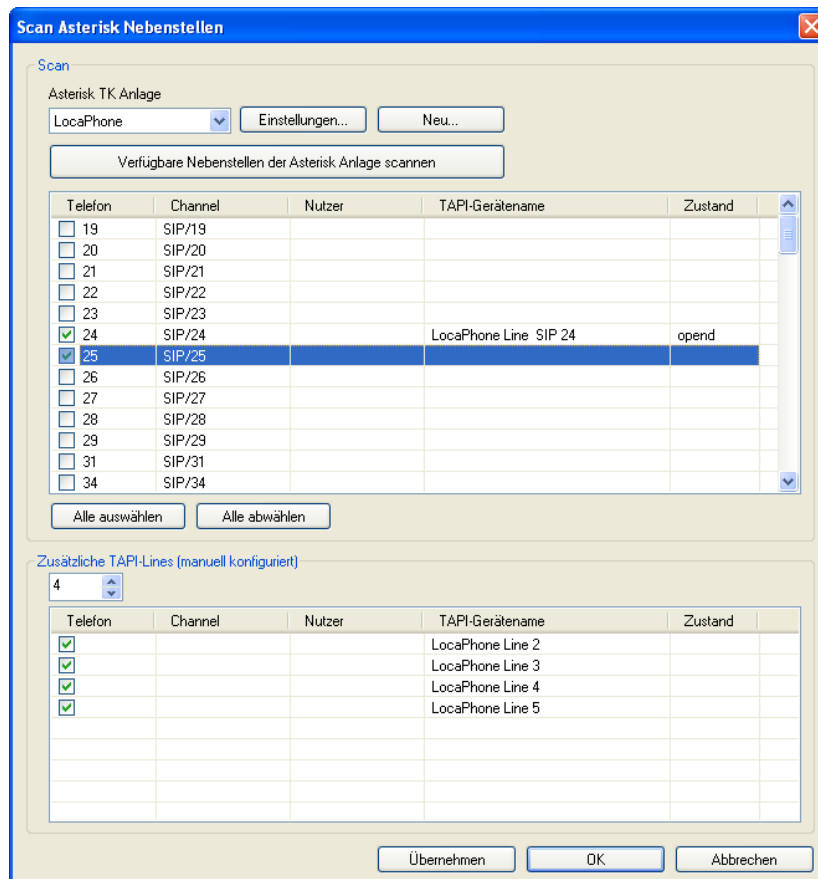 Scan Asterisk Nebenstellen
Scan
Asterisk TK Anlage
LocaPhone Einstellungen... Neu...
Verfügbare Nebenstellen der Asterisk Anlage scannen
Telefon Channel Nutzer TAPI-Gerätename Zustand
19 SIP/19
20 SIP/20
21 SIP/21
22 SIP/22
23 SIP/23
24 SIP/24 LocaPhone Line SIP 24 opend
25 SIP/25
26 SIP/26
27 SIP/27
28 SIP/28
29 SIP/29
31 SIP/31
34 SIP/34
Alle auswählen Alle abwählen
Zusätzliche TAPI-Lines (manuell konfiguriert)
4
Telefon Channel Nutzer TAPI-Gerätename Zustand
LocaPhone Line 2
LocaPhone Line 3
LocaPhone Line 4
LocaPhone Line 5
Übernehmen OK Abbrechen